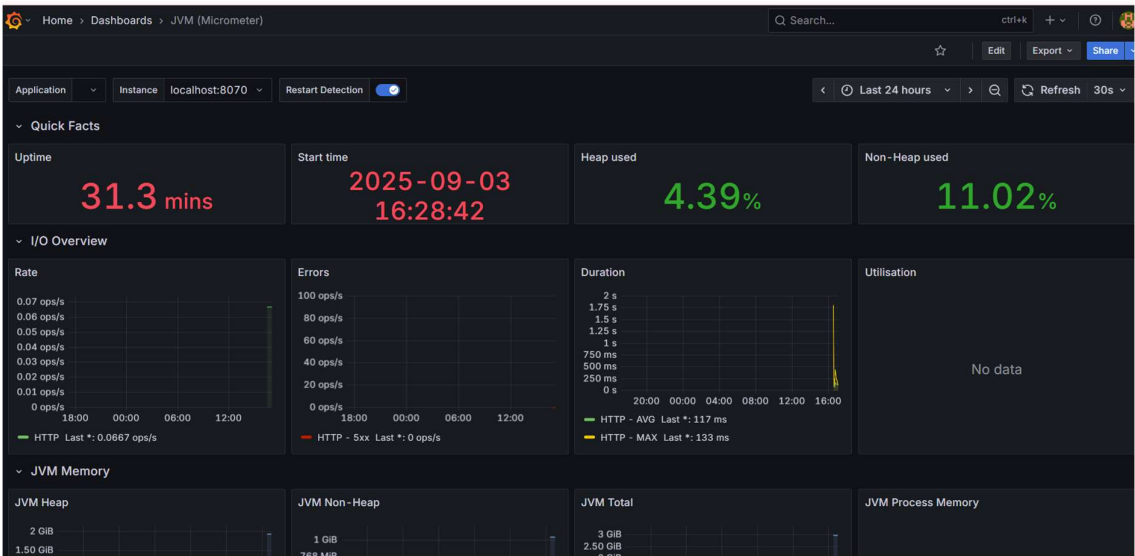 Home > Dashboards > JVM (Micrometer)
Search...
ctrl+k
Edit
Export
Share
Application
Instance
localhost:8070
Restart Detection
Last 24 hours
Refresh
30s
Quick Facts
Uptime
31.3 mins
Start time
2025-09-03
16:28:42
Heap used
4.39%
Non-Heap used
11.02%
I/O Overview
Rate
0.07 ops/s
0.06 ops/s
0.05 ops/s
0.04 ops/s
0.03 ops/s
0.02 ops/s
0.01 ops/s
0 ops/s
18:00 00:00 06:00 12:00
HTTP Last *: 0.0667 ops/s
Errors
100 ops/s
80 ops/s
60 ops/s
40 ops/s
20 ops/s
0 ops/s
18:00 00:00 06:00 12:00
HTTP - 5xx Last *: 0 ops/s
Duration
2 s
1.75 s
1.5 s
1.25 s
1 s
750 ms
500 ms
250 ms
0 s
20:00 00:00 04:00 08:00 12:00 16:00
HTTP - AVG Last *: 117 ms
HTTP - MAX Last *: 133 ms
Utilisation
No data
JVM Memory
JVM Heap
2 GiB
1.50 GiB
JVM Non-Heap
1 GiB
768 MiB
JVM Total
3 GiB
2.50 GiB
JVM Process Memory